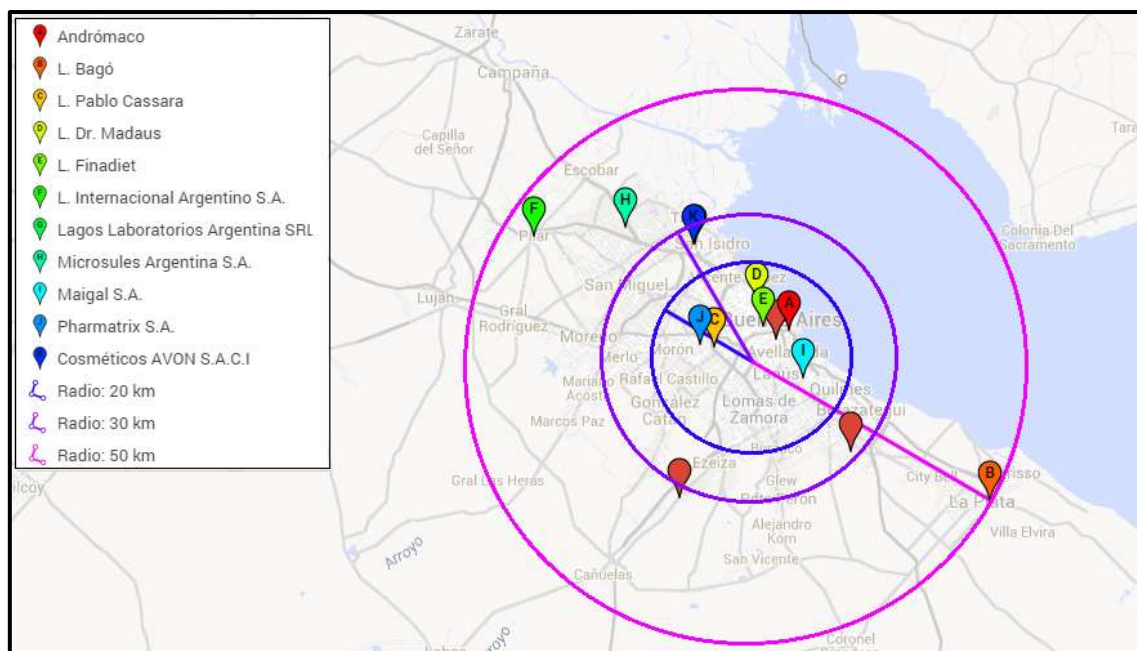 A Andrómaco
B L. Bagó
C L. Pablo Cassara
D L. Dr. Madaus
E L. Finadiet
F L. Internacional Argentino S.A.
G Lagos Laboratorios Argentina SRL
H Microsules Argentina S.A.
I Maigal S.A.
J Pharmatrix S.A.
K Cosméticos AVON S.A.C.I
Radio: 20 km
Radio: 30 km
Radio: 50 km
Zarate
Campaña
Capilla
del Señor
Tara
Escobar
F
H
K
Pilar
San Isidro
Colonia Del
Sacramento
D
San Miguel
Luján
E
A
Gral
Rodríguez
J
C
Moreno
Morón
Avellaneda
I
Merlo
Mariano
Acosta
Rafael Castillo
Lanús
Quilmes
González
Catán
Lomas de
Zamora
Marcos Paz
Ezeiza
B
Gral Las Heras
Glew
City Bell
La Plata
Alejandro
Korn
Villa Elvira
Arroyo
San Vicente
Cañuelas
Arroyo
Coronel